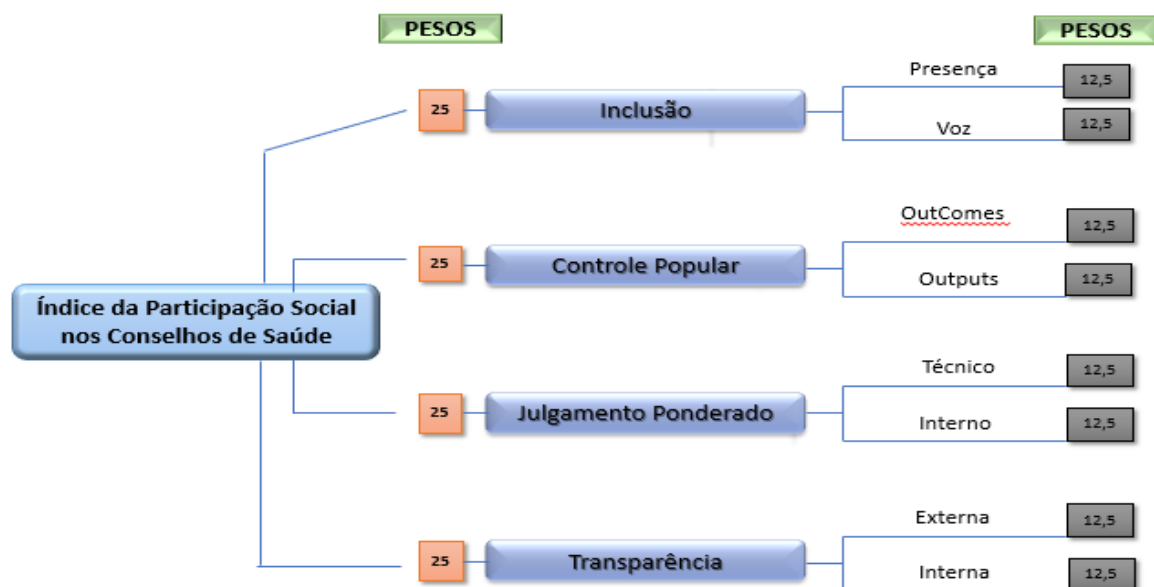 PESOS
PESOS
Presença
12,5
25
Inclusão
Voz
12,5
OutComes
12,5
25
Controle Popular
Outputs
12,5
Índice da Participação Social
nos Conselhos de Saúde
Técnico
12,5
25
Julgamento Ponderado
Interno
12,5
Externa
12,5
25
Transparência
Interna
12,5